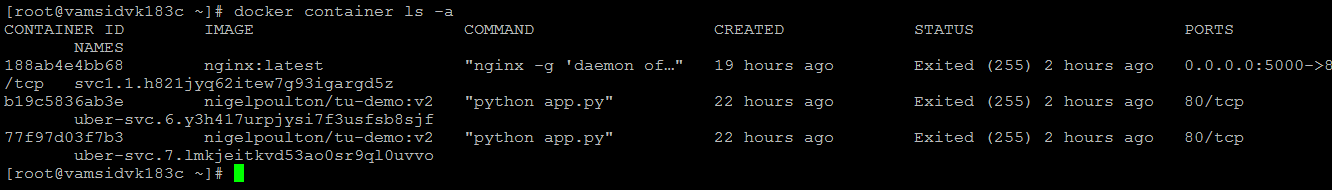 [root@vamsidvk183c ~]# docker container ls -a
CONTAINER ID        IMAGE                     COMMAND                  CREATED             STATUS                       PORTS
       NAMES
188ab4e4bb68        nginx:latest              "nginx -g 'daemon of…"   19 hours ago        Exited (255) 2 hours ago   0.0.0.0:5000->8
/tcp   svc1.1.h821jyq62itew7g93igargd5z
b19c5836ab3e        nigelpoulton/tu-demo:v2   "python app.py"          22 hours ago        Exited (255) 2 hours ago   80/tcp
       uber-svc.6.y3h417urpjysi7f3usfsb8sjf
77f97d03f7b3        nigelpoulton/tu-demo:v2   "python app.py"          22 hours ago        Exited (255) 2 hours ago   80/tcp
       uber-svc.7.lmkjeitkvd53ao0sr9ql0uvvo
[root@vamsidvk183c ~]#